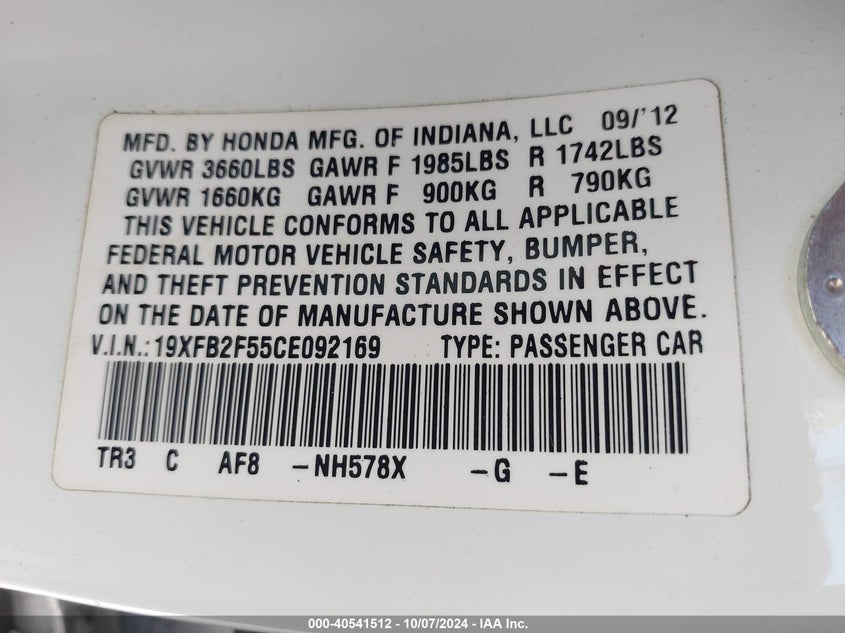 MFD. BY HONDA MFG. OF INDIANA, LLC 09/'12
GVWR 3660LBS GAWR F 1985LBS R 1742LBS
GVWR 1660KG GAWR F 900KG R 790KG
THIS VEHICLE CONFORMS TO ALL APPLICABLE
FEDERAL MOTOR VEHICLE SAFETY, BUMPER,
AND THEFT PREVENTION STANDARDS IN EFFECT
ON THE DATE OF MANUFACTURE SHOWN ABOVE.
V.I.N.: 19XFB2F55CE092169 TYPE: PASSENGER CAR
TR3 C AF8 -NH578X -G -E
000-40541512 - 10/07/2024 - IAA Inc.